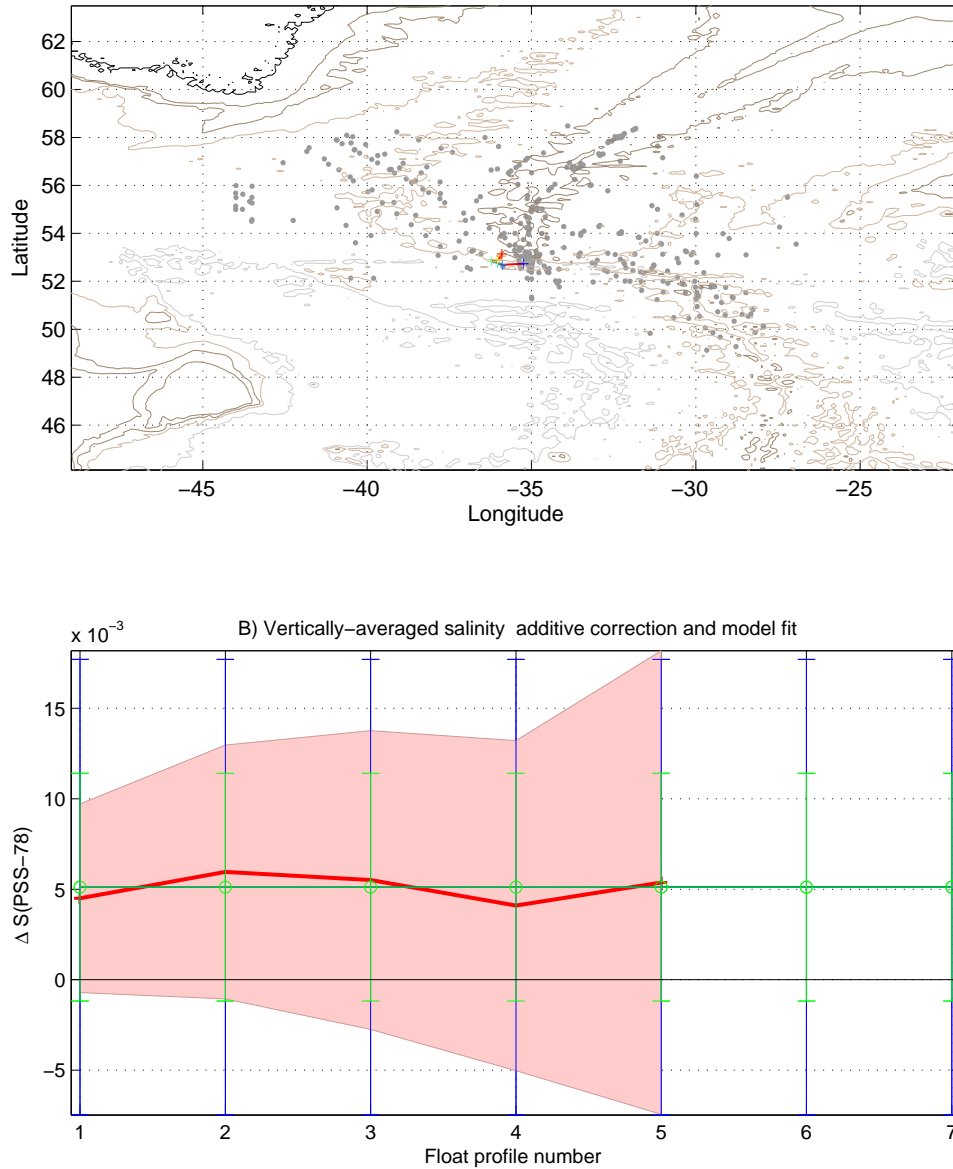 62
60
58
56
54
52
50
48
46
Latitude
−45 −40 −35 −30 −25
Longitude
x 10−3
B) Vertically−averaged salinity additive correction and model fit
15
10
5
0
−5
Δ S(PSS−78)
1 2 3 4 5 6 7
Float profile number